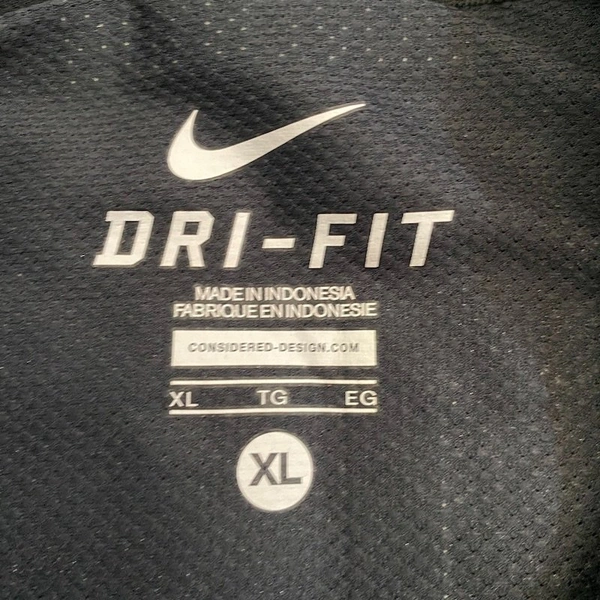 DRI-FIT
MADE IN INDONESIA
FABRIQUE EN INDONESIE
CONSIDERED-DESIGN.COM
XL TG EG
XL